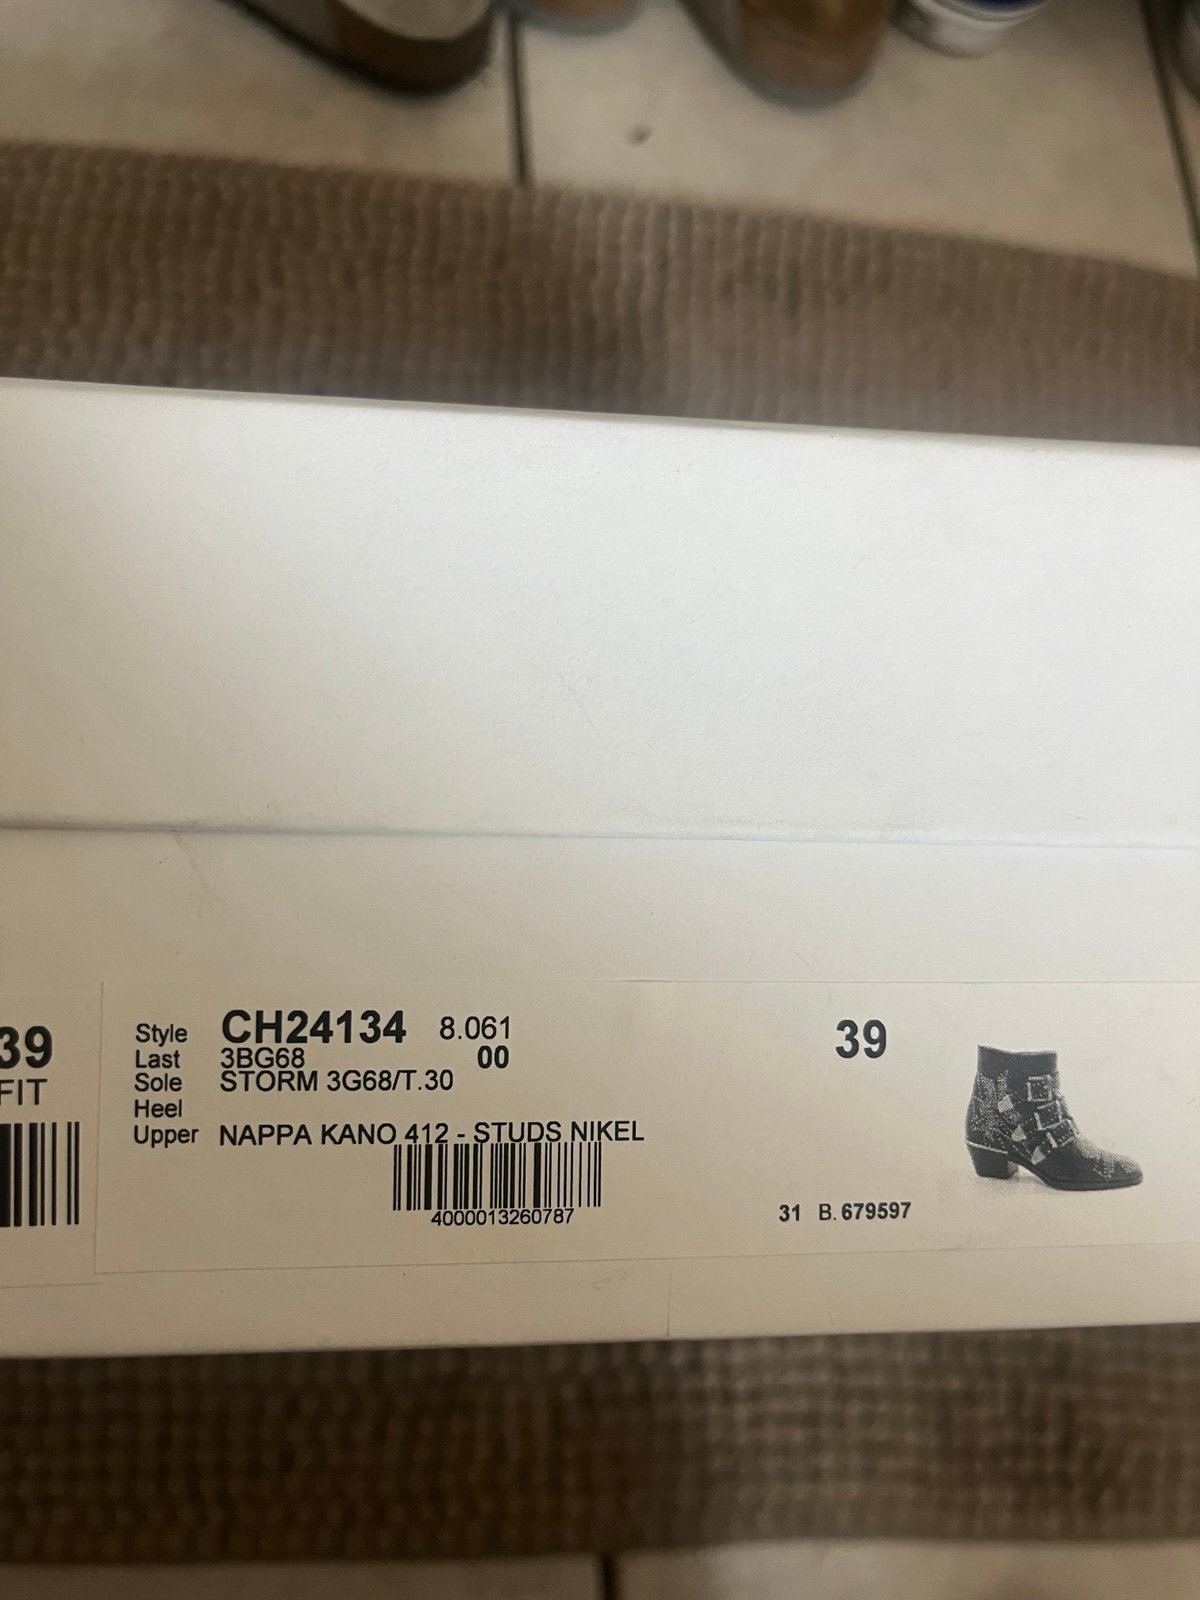 39
FIT
Style CH24134 8.061
Last 3BG68 00
Sole STORM 3G68/T.30
Heel
Upper NAPPA KANO 412 - STUDS NIKEL
4000013260787
39
31 B. 679597